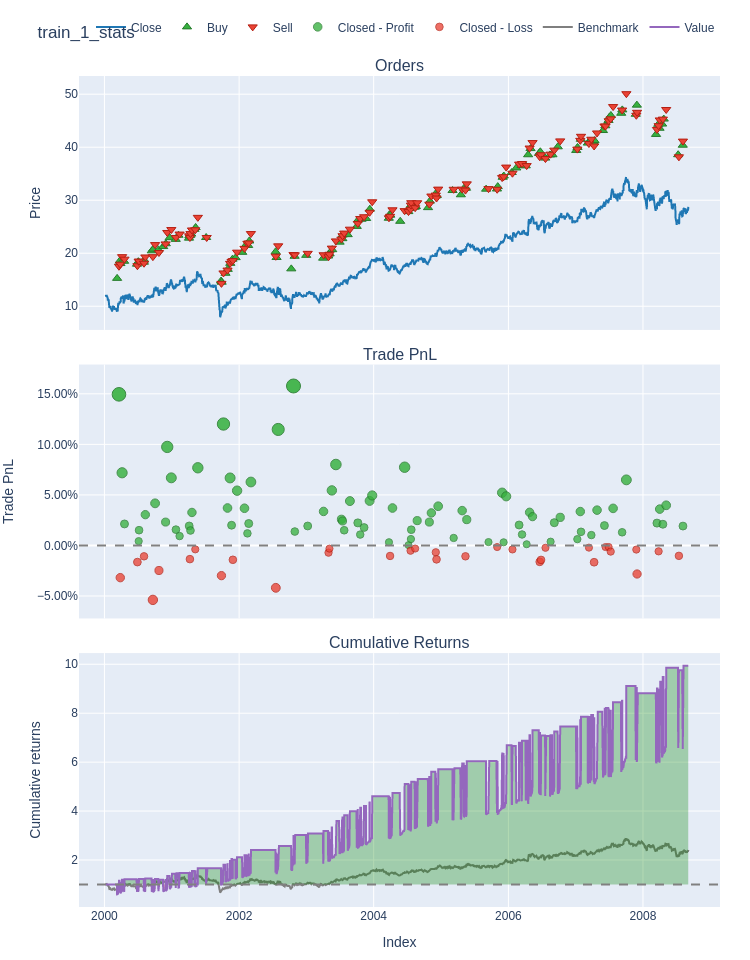 train_1_stats
Close Buy Sell Closed - Profit Closed - Loss Benchmark Value
Orders
50
40
30
20
10
Price
Trade PnL
15.00%
10.00%
5.00%
0.00%
−5.00%
Trade PnL
Cumulative Returns
10
8
6
4
2
Cumulative returns
2000 2002 2004 2006 2008
Index